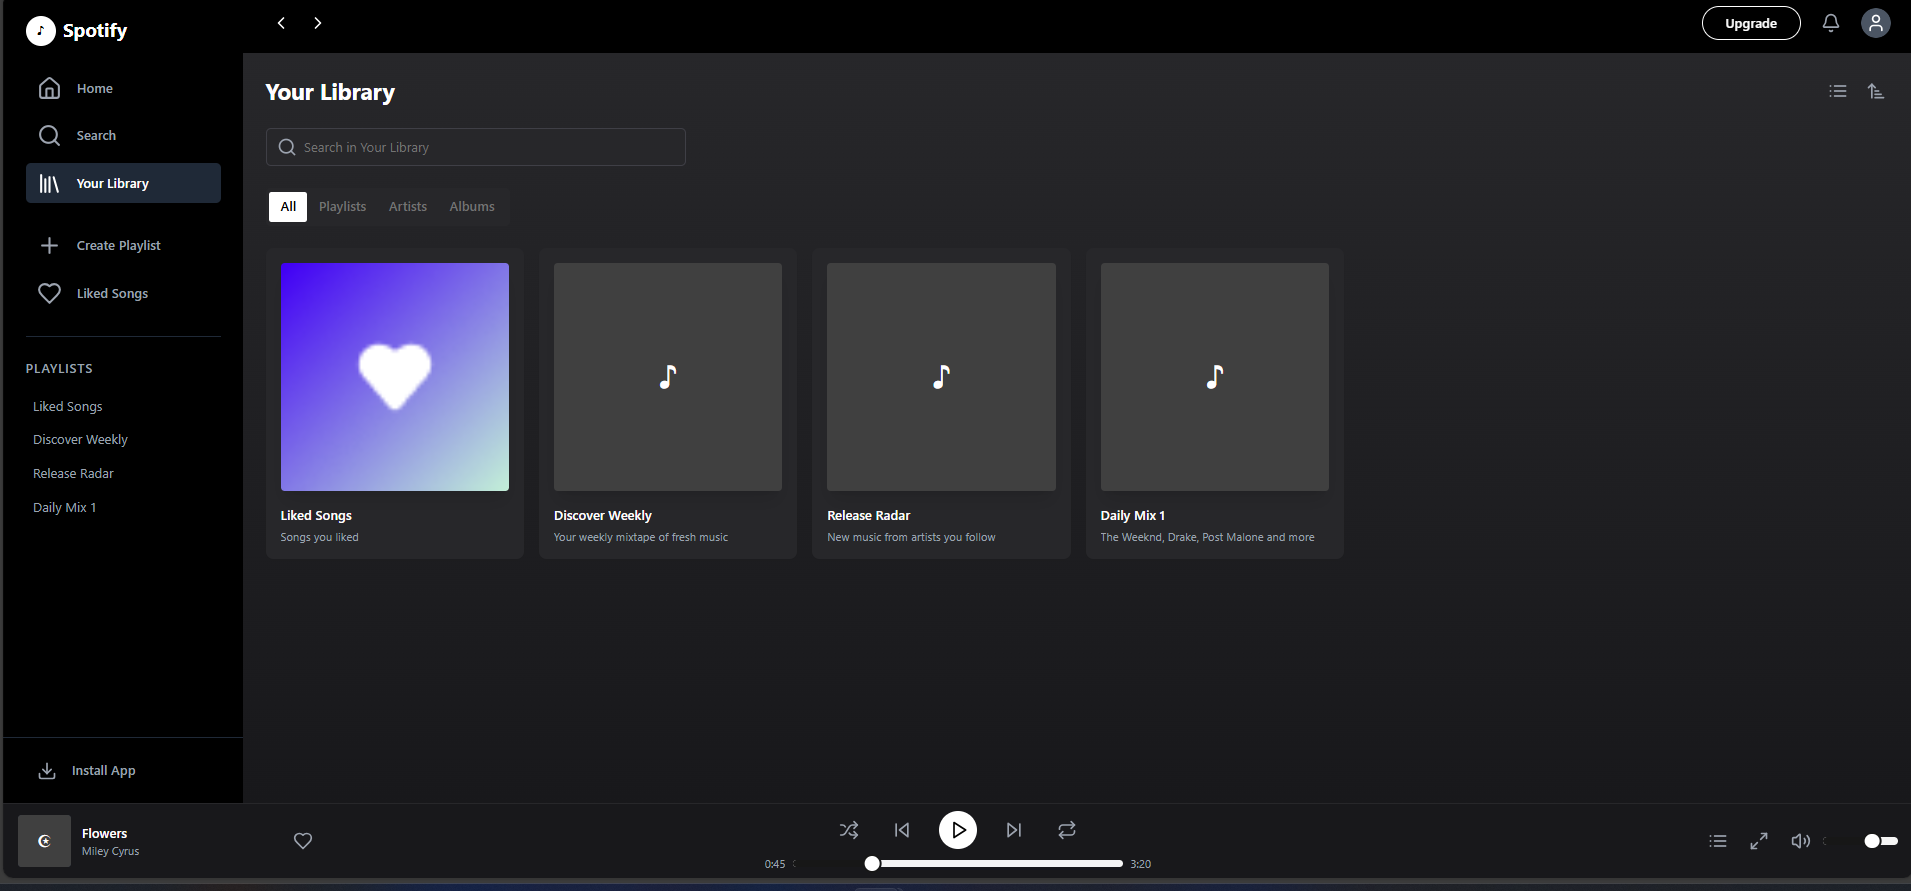 Spotify
Upgrade
Home
Search
Your Library
Create Playlist
Liked Songs
PLAYLISTS
Liked Songs
Discover Weekly
Release Radar
Daily Mix 1
Install App
Your Library
Search in Your Library
All Playlists Artists Albums
Liked Songs
Songs you liked
Discover Weekly
Your weekly mixtape of fresh music
Release Radar
New music from artists you follow
Daily Mix 1
The Weeknd, Drake, Post Malone and more
Flowers
Miley Cyrus
0:45
3:20